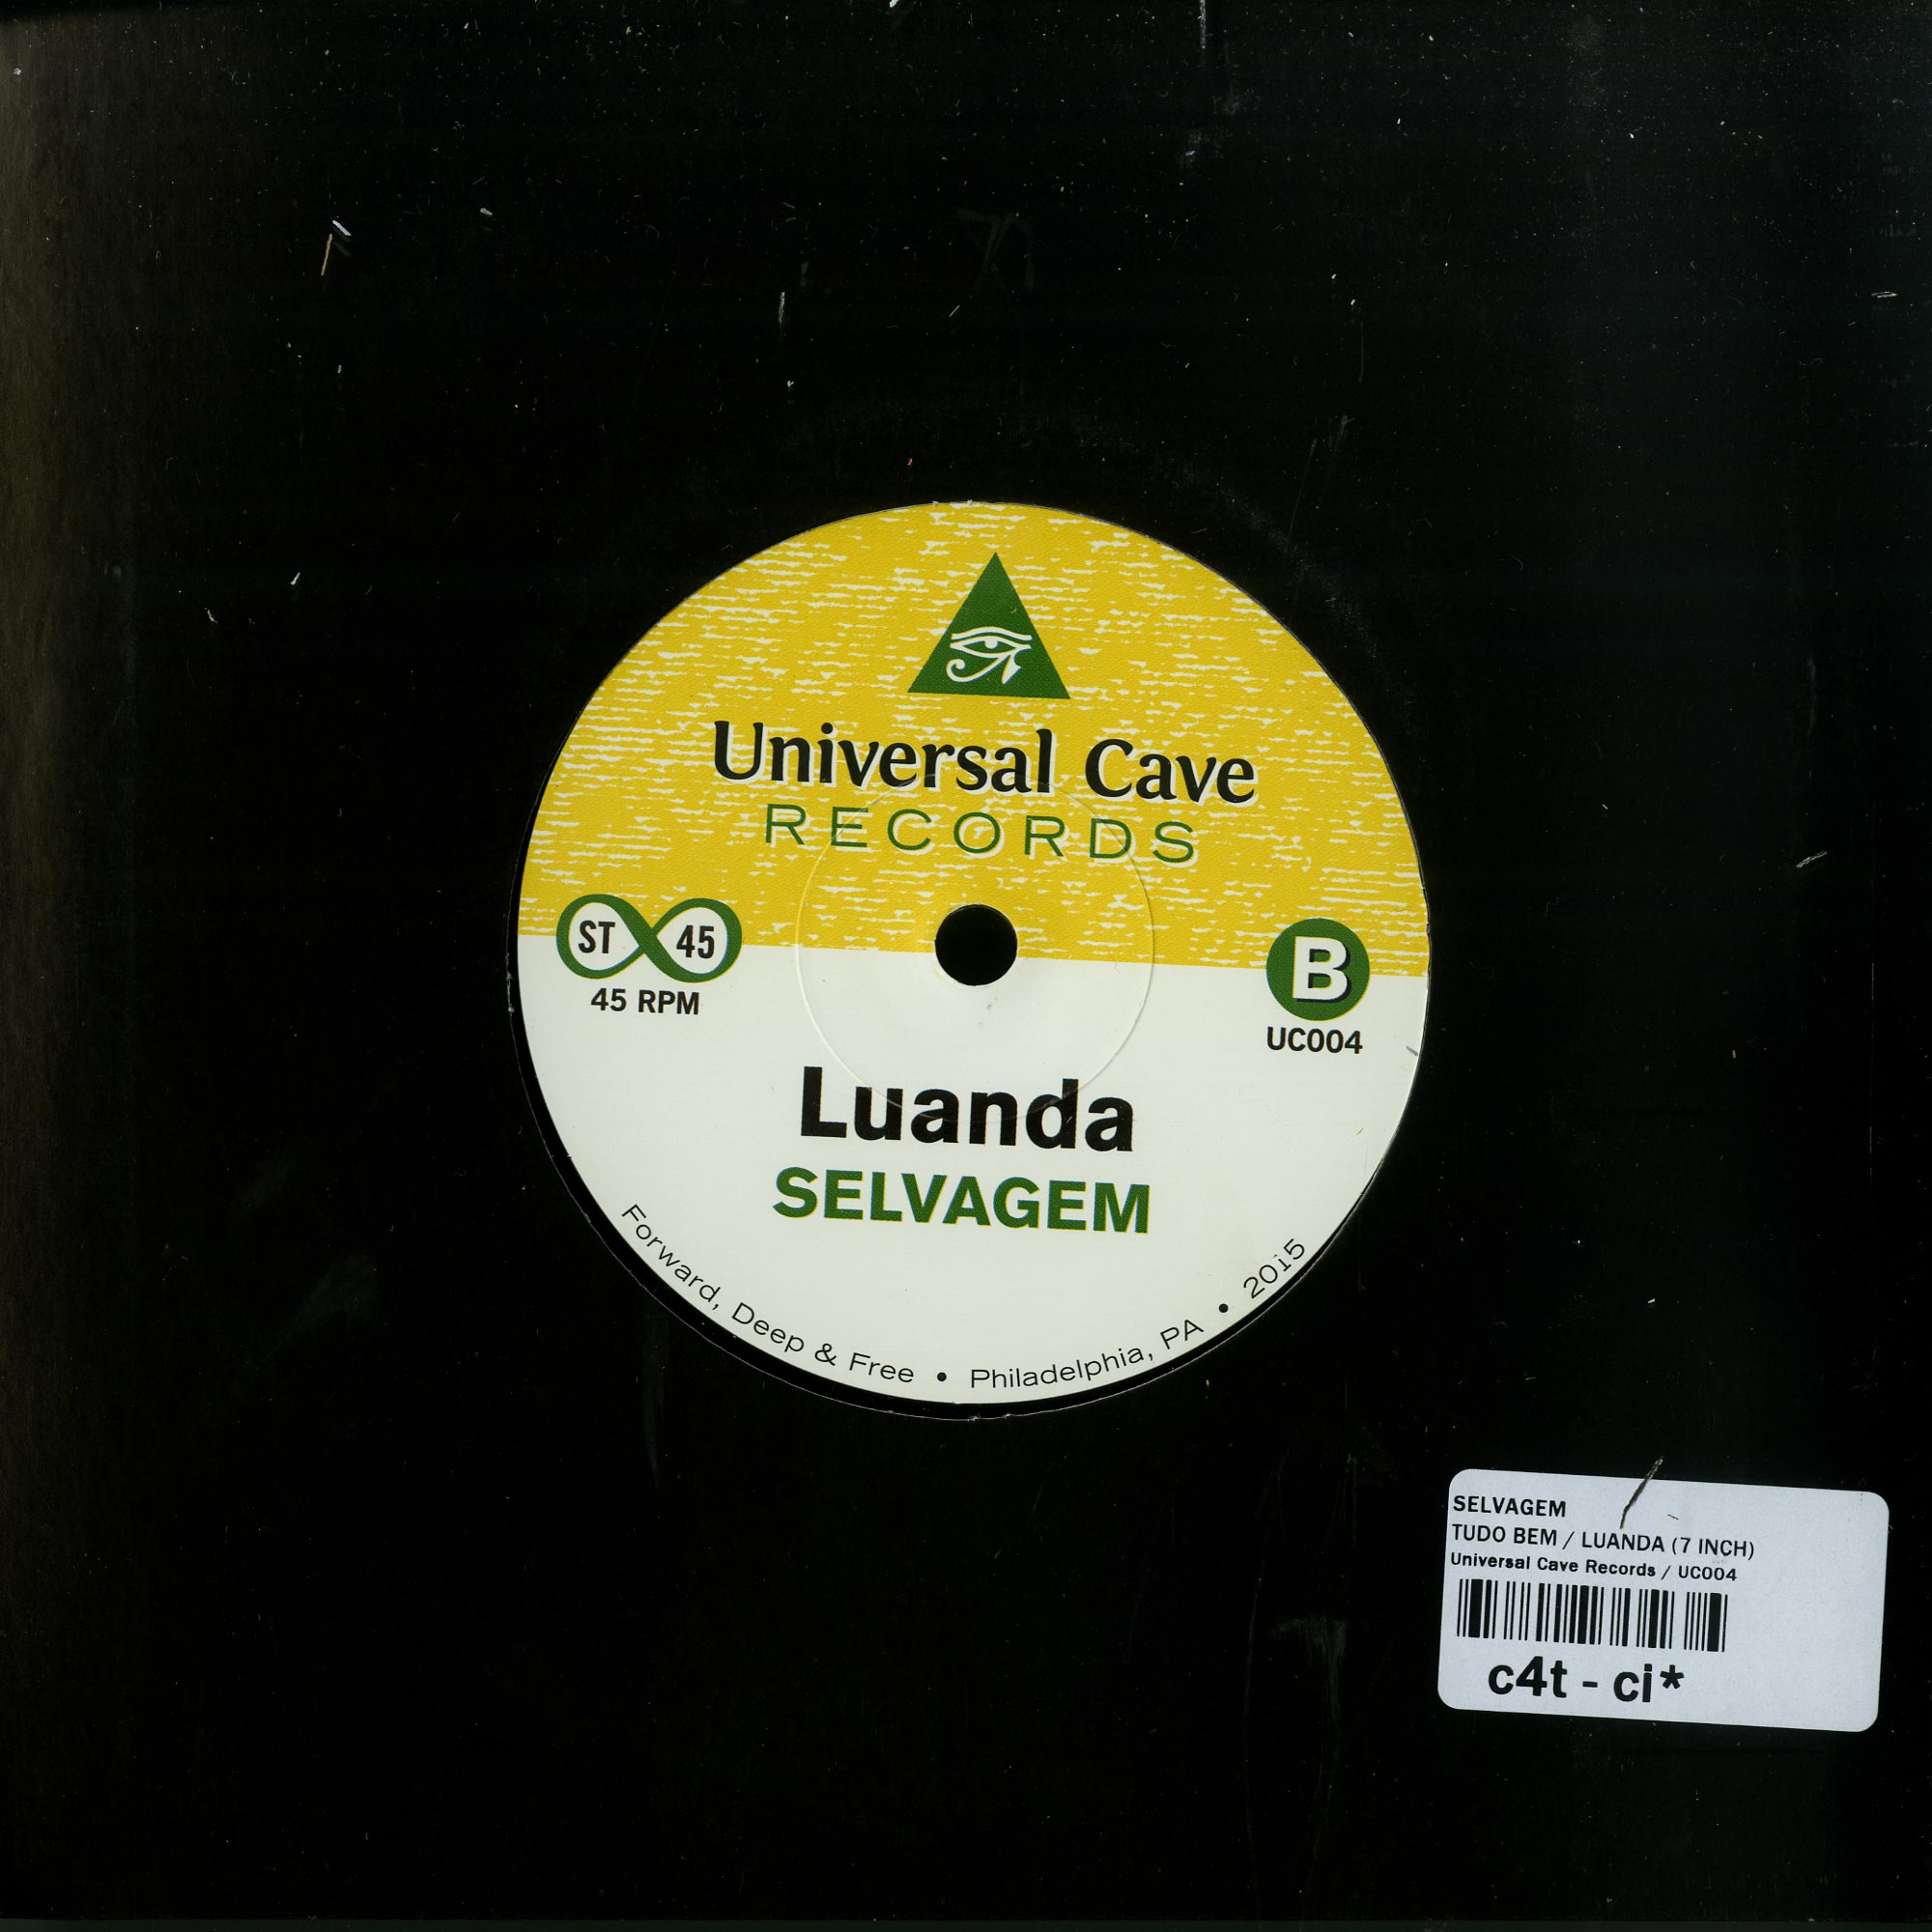 Universal Cave
RECORDS
ST 45
45 RPM
B
UC004
Luanda
SELVAGEM
Forward, Deep & Free • Philadelphia, PA • 2015
SELVAGEM
TUDO BEM / LUANDA (7 INCH)
Universal Cave Records / UC004
c4t - ci*